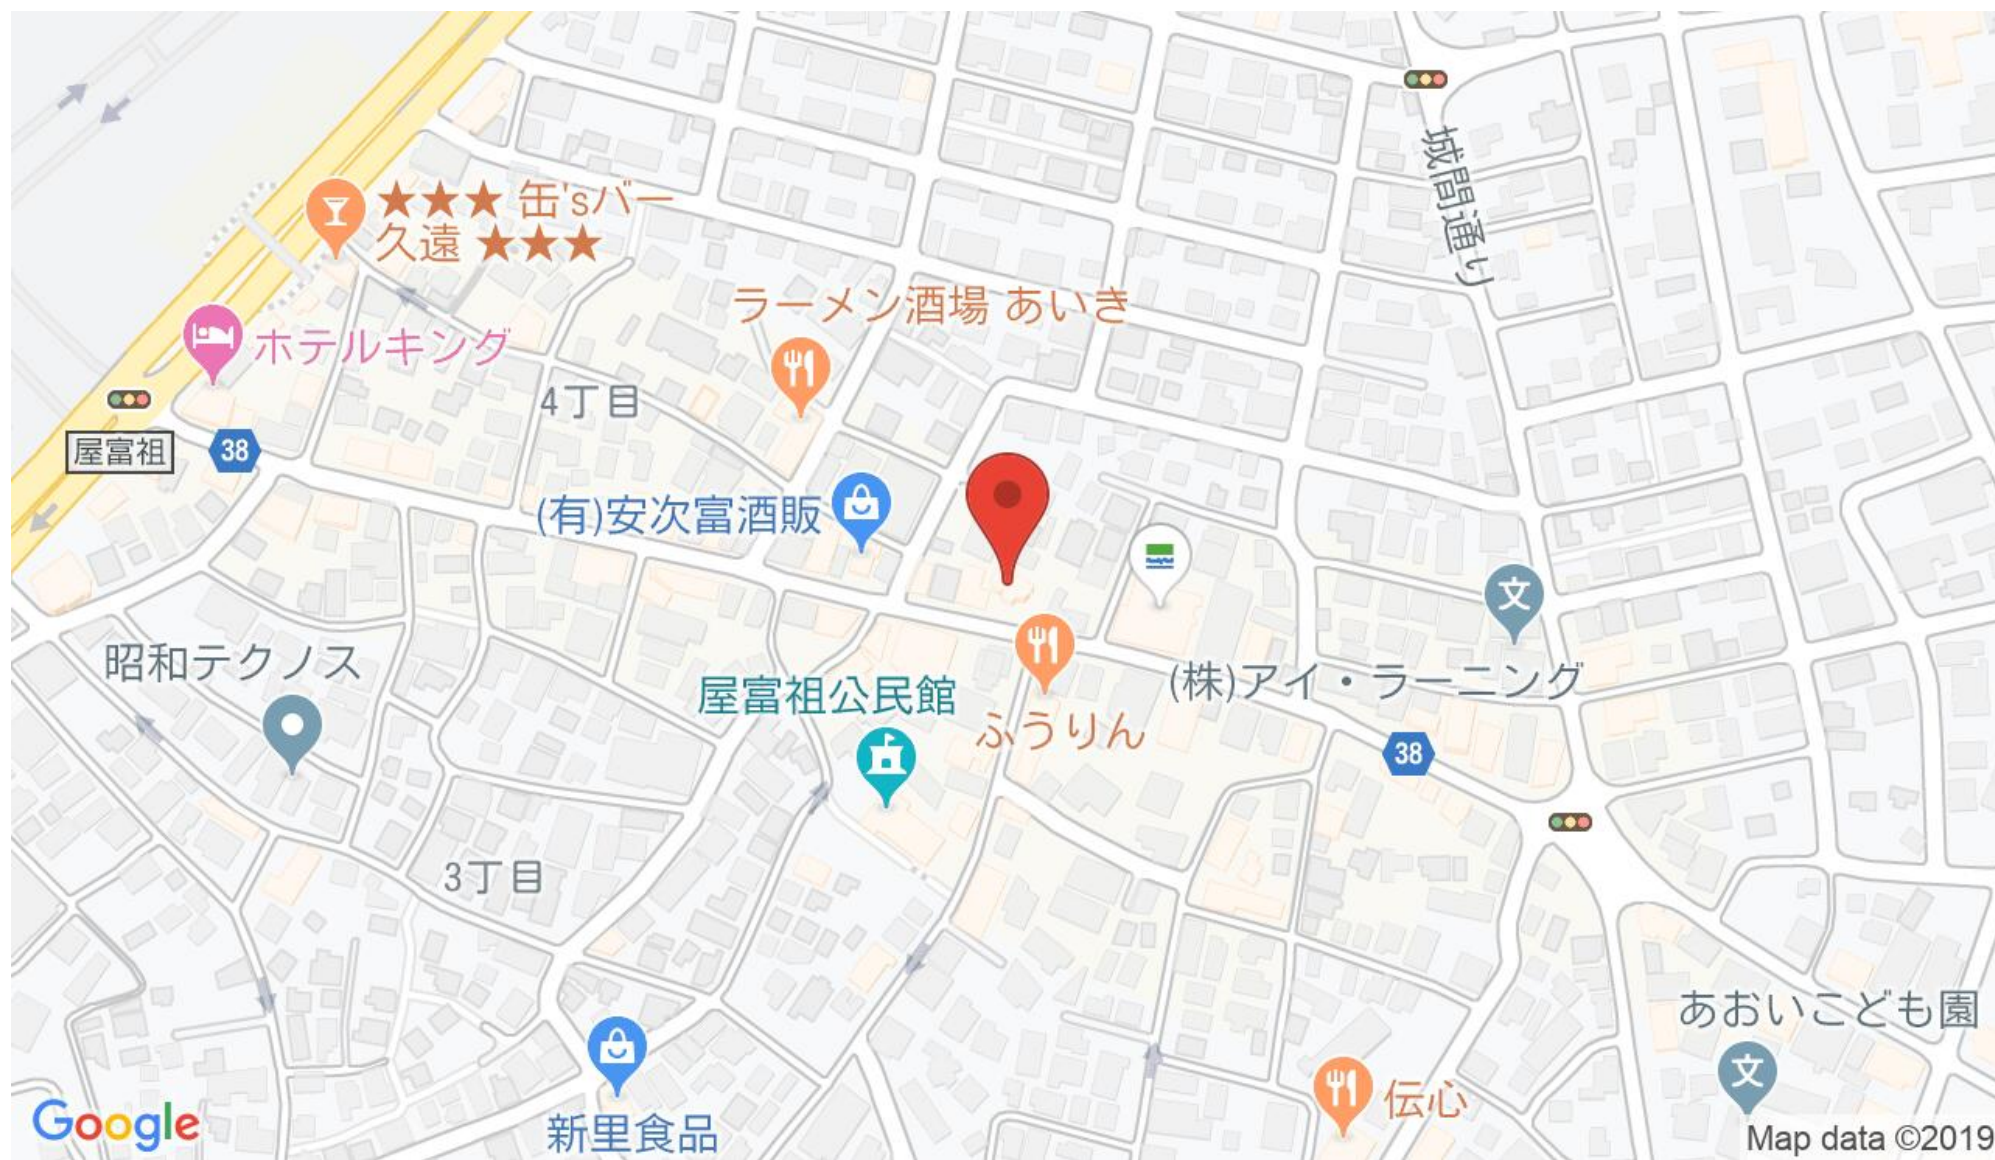 城間通り
★★★ 缶'sバー
久遠 ★★★
ラーメン酒場 あいき
ホテルキング
4丁目
屋富祖
38
(有)安次富酒販
文
昭和テクノス
屋富祖公民館
ふうりん
(株)アイ・ラーニング
38
3丁目
あおいこども園
文
伝心
新里食品
Google
Map data ©2019